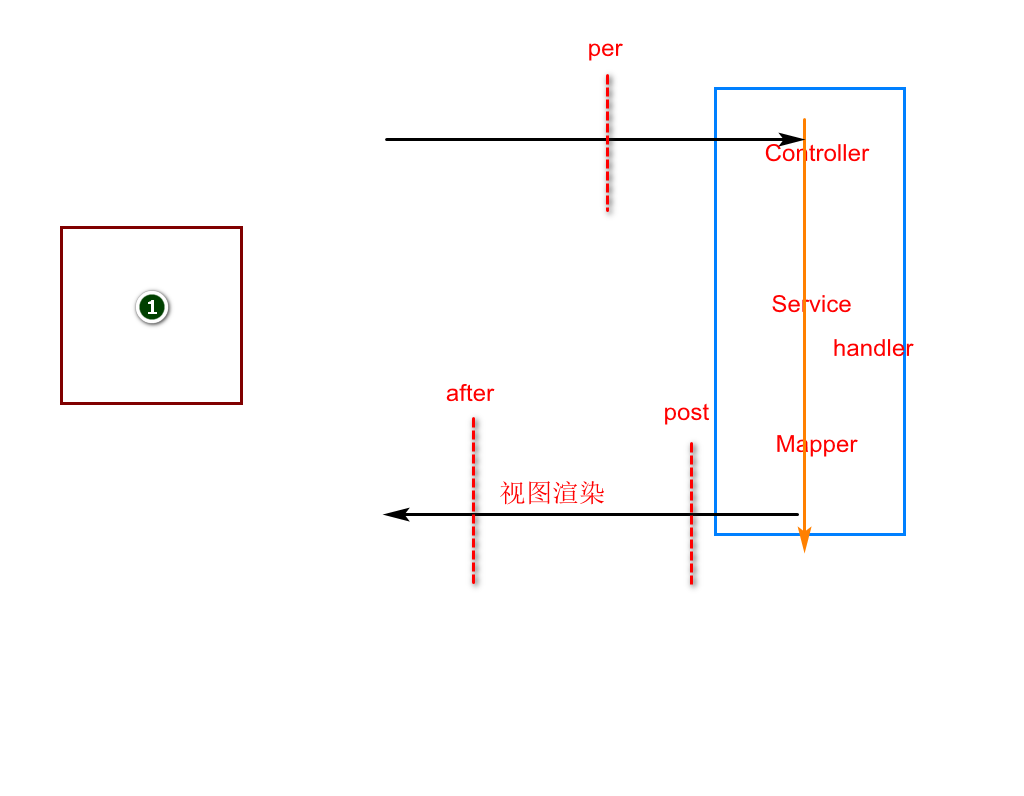 per
Controller
1
Service
handler
after
post
Mapper
视图渲染